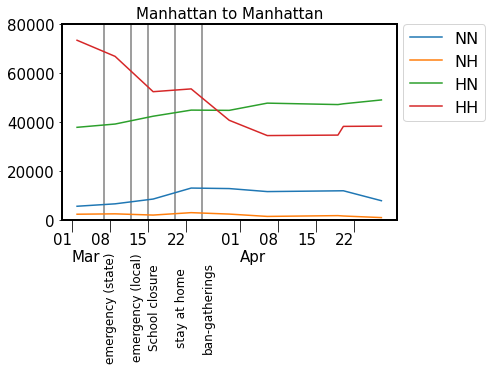 Manhattan to Manhattan
80000
60000
40000
20000
0
NN
NH
HN
HH
01 08 15 22 01 08 15 22
Mar Apr
emergency (state)
emergency (local)
School closure
stay at home
ban-gatherings